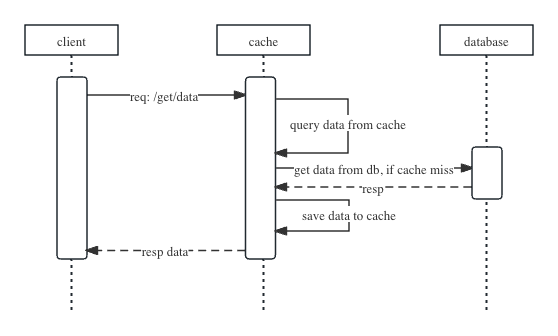 client
cache
database
req: /get/data
query data from cache
get data from db, if cache miss
resp
save data to cache
resp data